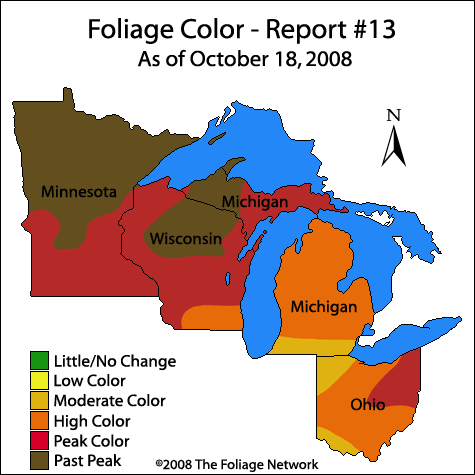 Foliage Color - Report #13
As of October 18, 2008
N
Minnesota
Michigan
Wisconsin
Michigan
Little/No Change
Low Color
Moderate Color
High Color
Peak Color
Past Peak
Ohio
©2008 The Foliage Network